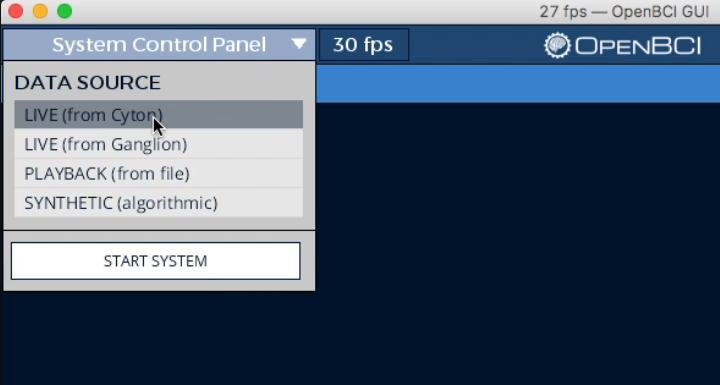 27 fps — OpenBCI GUI
System Control Panel
30 fps
OPENBCI
DATA SOURCE
LIVE (from Cyton)
LIVE (from Ganglion)
PLAYBACK (from file)
SYNTHETIC (algorithmic)
START SYSTEM